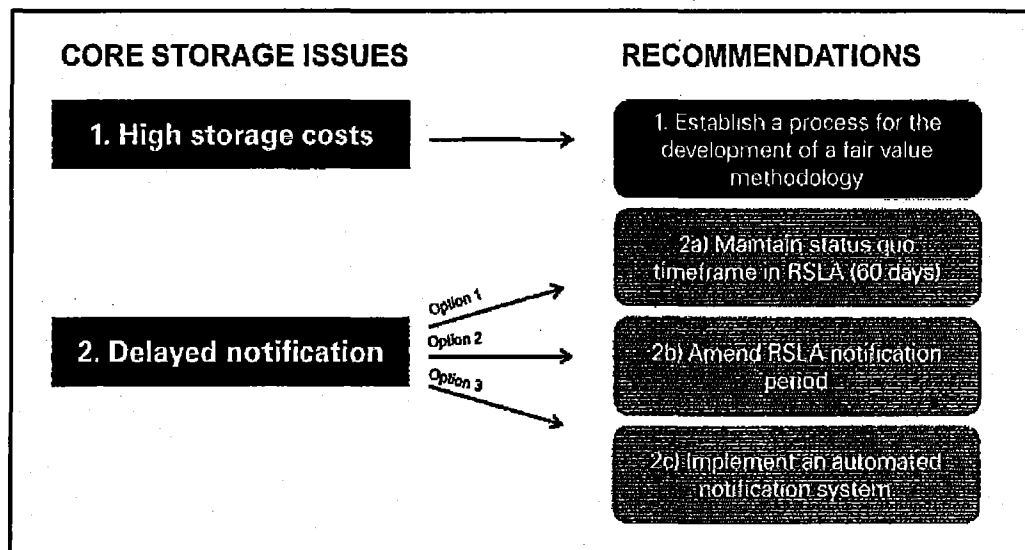 CORE STORAGE ISSUES
RECOMMENDATIONS
1. High storage costs
1. Establish a process for the
development of a fair value
methodology
2. Delayed notification
Option 1
Option 2
Option 3
2a) Maintain status quo
timeframe in RSLA (60 days)
2b) Amend RSLA notification
period
2c) Implement an automated
notification system